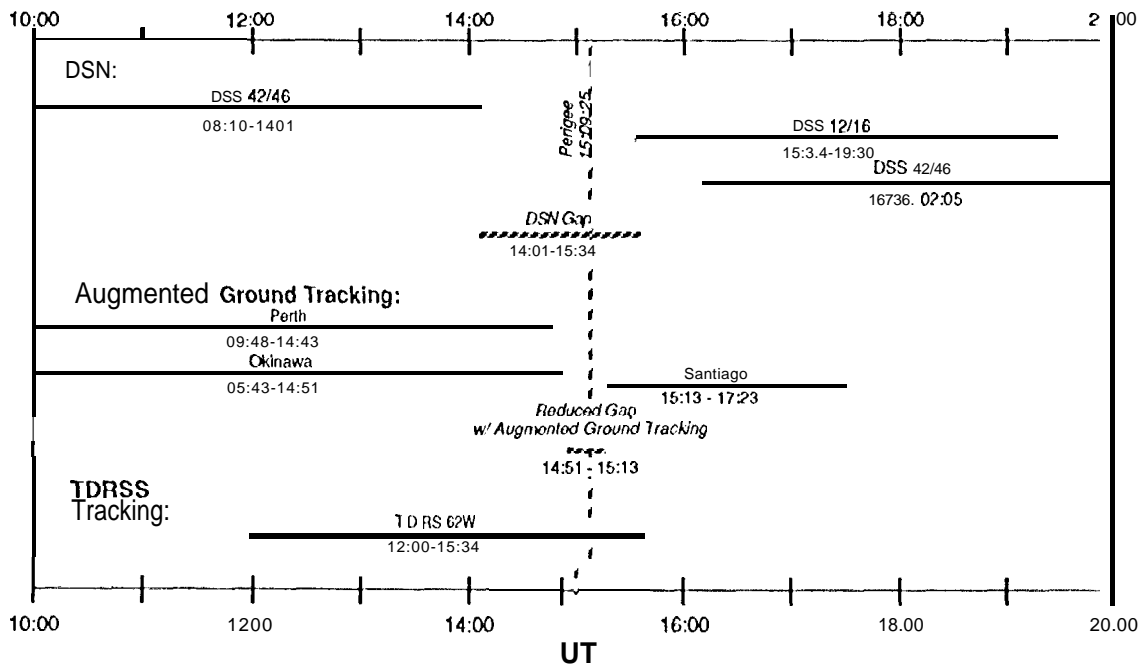 10:00 12:00 14:00 16:00 18:00 2 00
DSN:
DSS 42/46
08:10-1401
Perigee
15:09:25
DSS 12/16
15:3.4-19:30
DSS 42/46
16736. 02:05
DSN Gap
14:01-15:34
Augmented Ground Tracking:
Perth
09:48-14:43
Okinawa
05:43-14:51
Santiago
15:13 - 17:23
Reduced Gap
w/ Augmented Ground Tracking
14:51 - 15:13
TDRSS
Tracking:
T D RS 62W
12:00-15:34
10:00 1200 14:00 16:00 18.00 20.00
UT